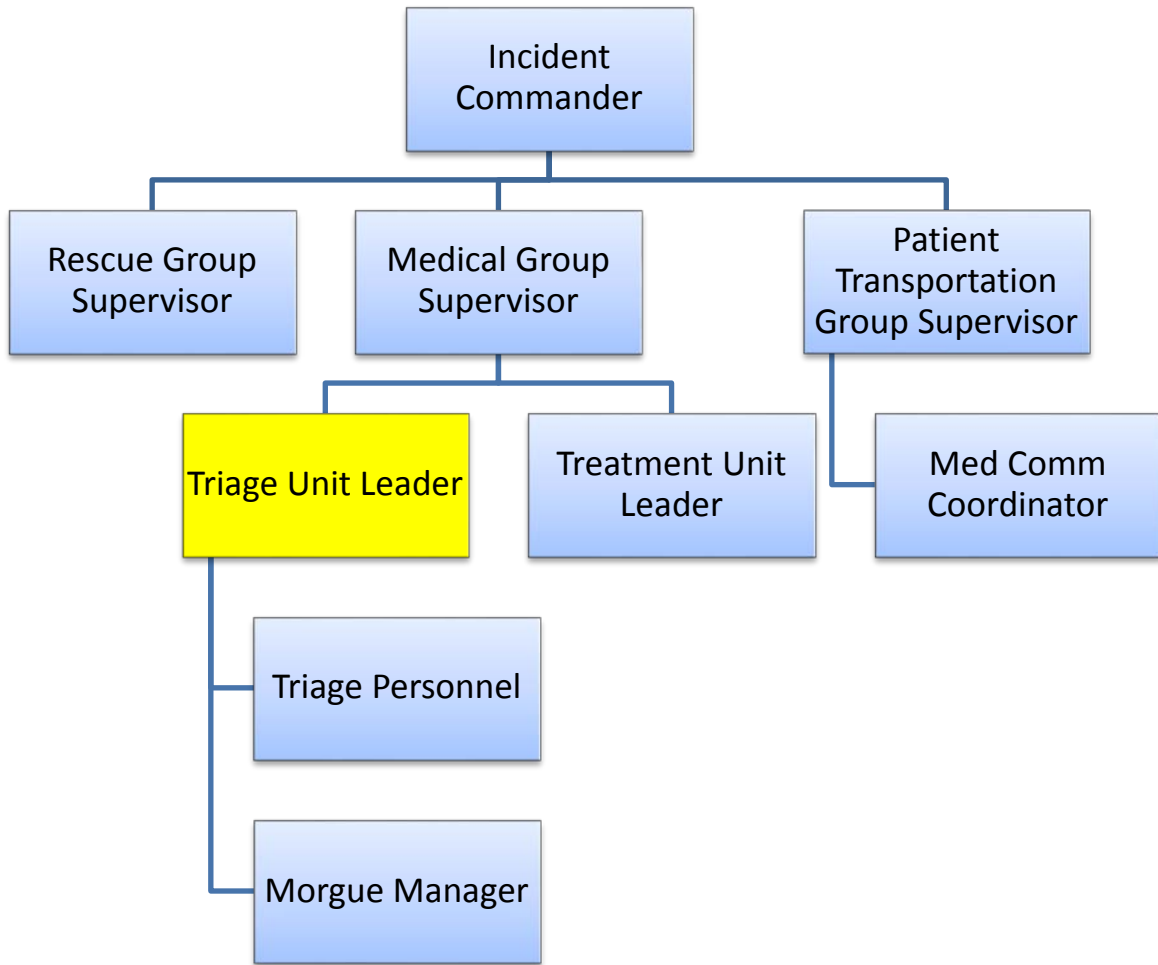 Incident
Commander
Rescue Group
Supervisor
Medical Group
Supervisor
Patient
Transportation
Group Supervisor
Triage Unit Leader
Treatment Unit
Leader
Med Comm
Coordinator
Triage Personnel
Morgue Manager